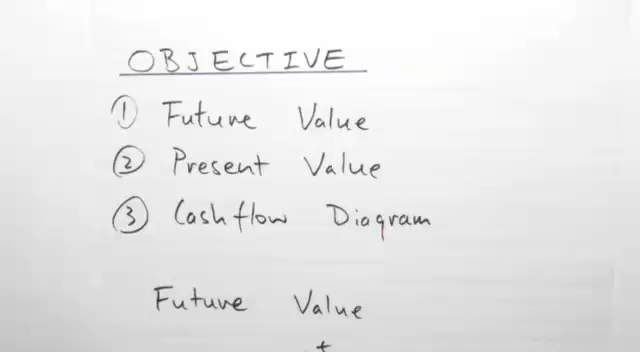 OBJECTIVE
① Future Value
② Present Value
③ Cashflow Diagram
Future Value